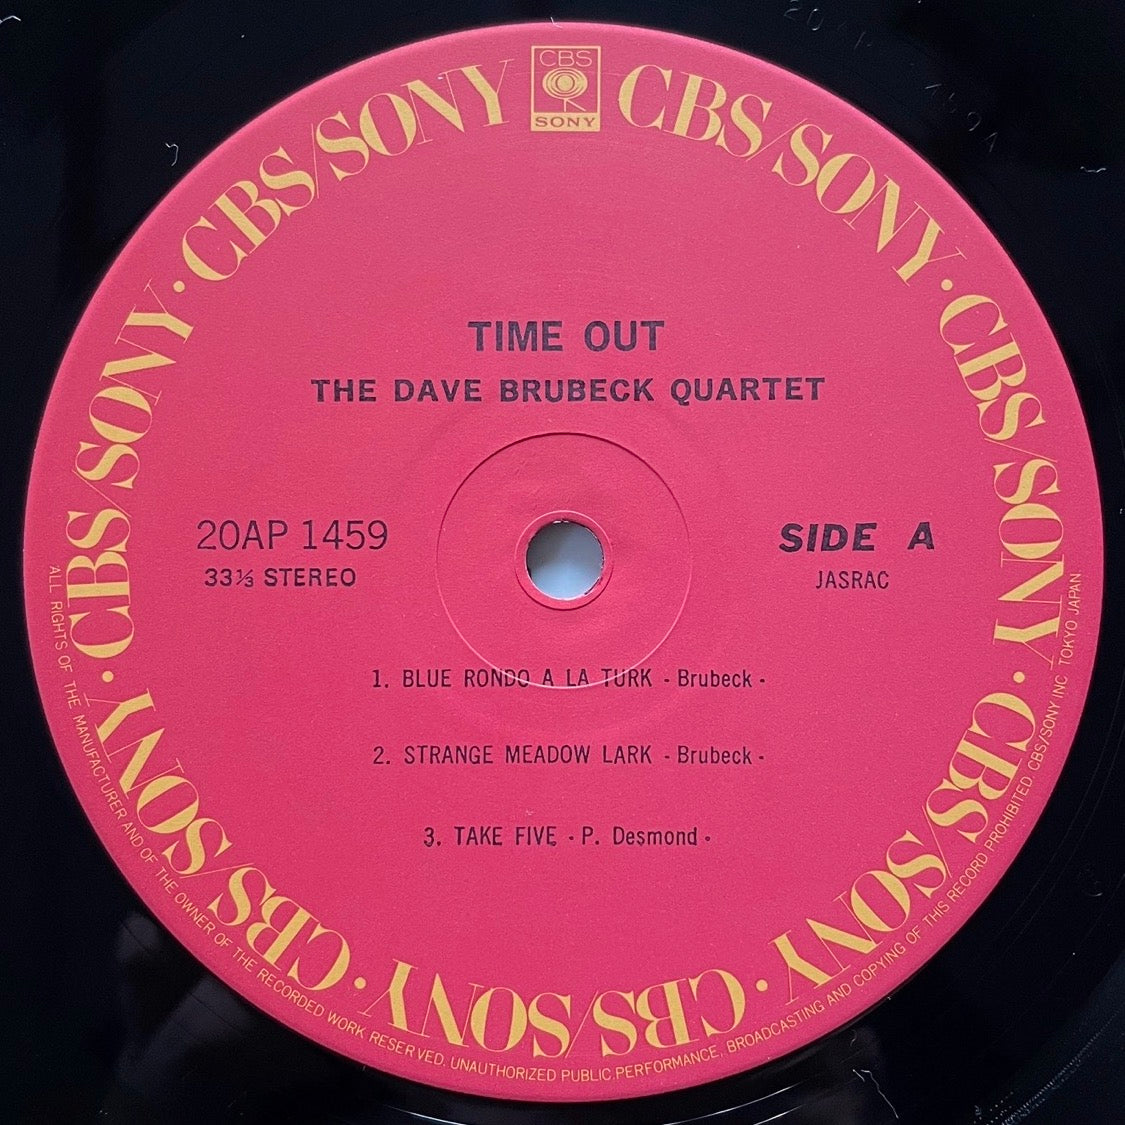 CBS
SONY
CBS/SONY · CBS/SONY · CBS/SONY · CBS/SONY · CBS/SONY · CBS/SONY · CBS/SONY · CBS/SONY
TIME OUT
THE DAVE BRUBECK QUARTET
20AP 1459
33⅓ STEREO
SIDE A
JASRAC
1. BLUE RONDO A LA TURK - Brubeck -
2. STRANGE MEADOW LARK - Brubeck -
3. TAKE FIVE - P. Desmond -
ALL RIGHTS OF THE MANUFACTURER AND OF THE OWNER OF THE RECORDED WORK RESERVED. UNAUTHORIZED PUBLIC PERFORMANCE, BROADCASTING AND COPYING OF THIS RECORD PROHIBITED. CBS/SONY INC TOKYO JAPAN